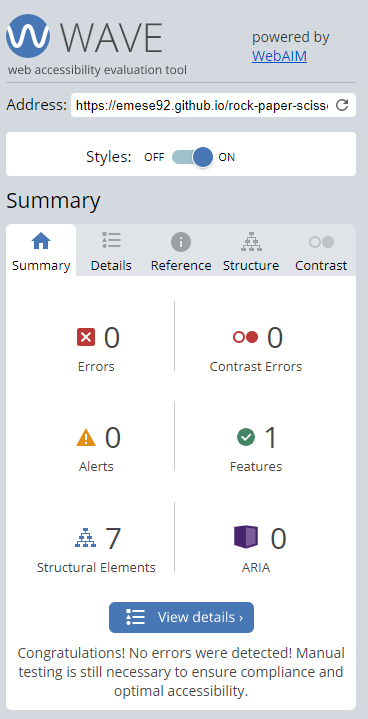 WAVE
web accessibility evaluation tool
powered by
WebAIM
Address: https://emese92.github.io/rock-paper-scisso
Styles: OFF ON
Summary
Summary Details Reference Structure Contrast
0 0
Errors Contrast Errors
0 1
Alerts Features
7 0
Structural Elements ARIA
View details ›
Congratulations! No errors were detected! Manual
testing is still necessary to ensure compliance and
optimal accessibility.